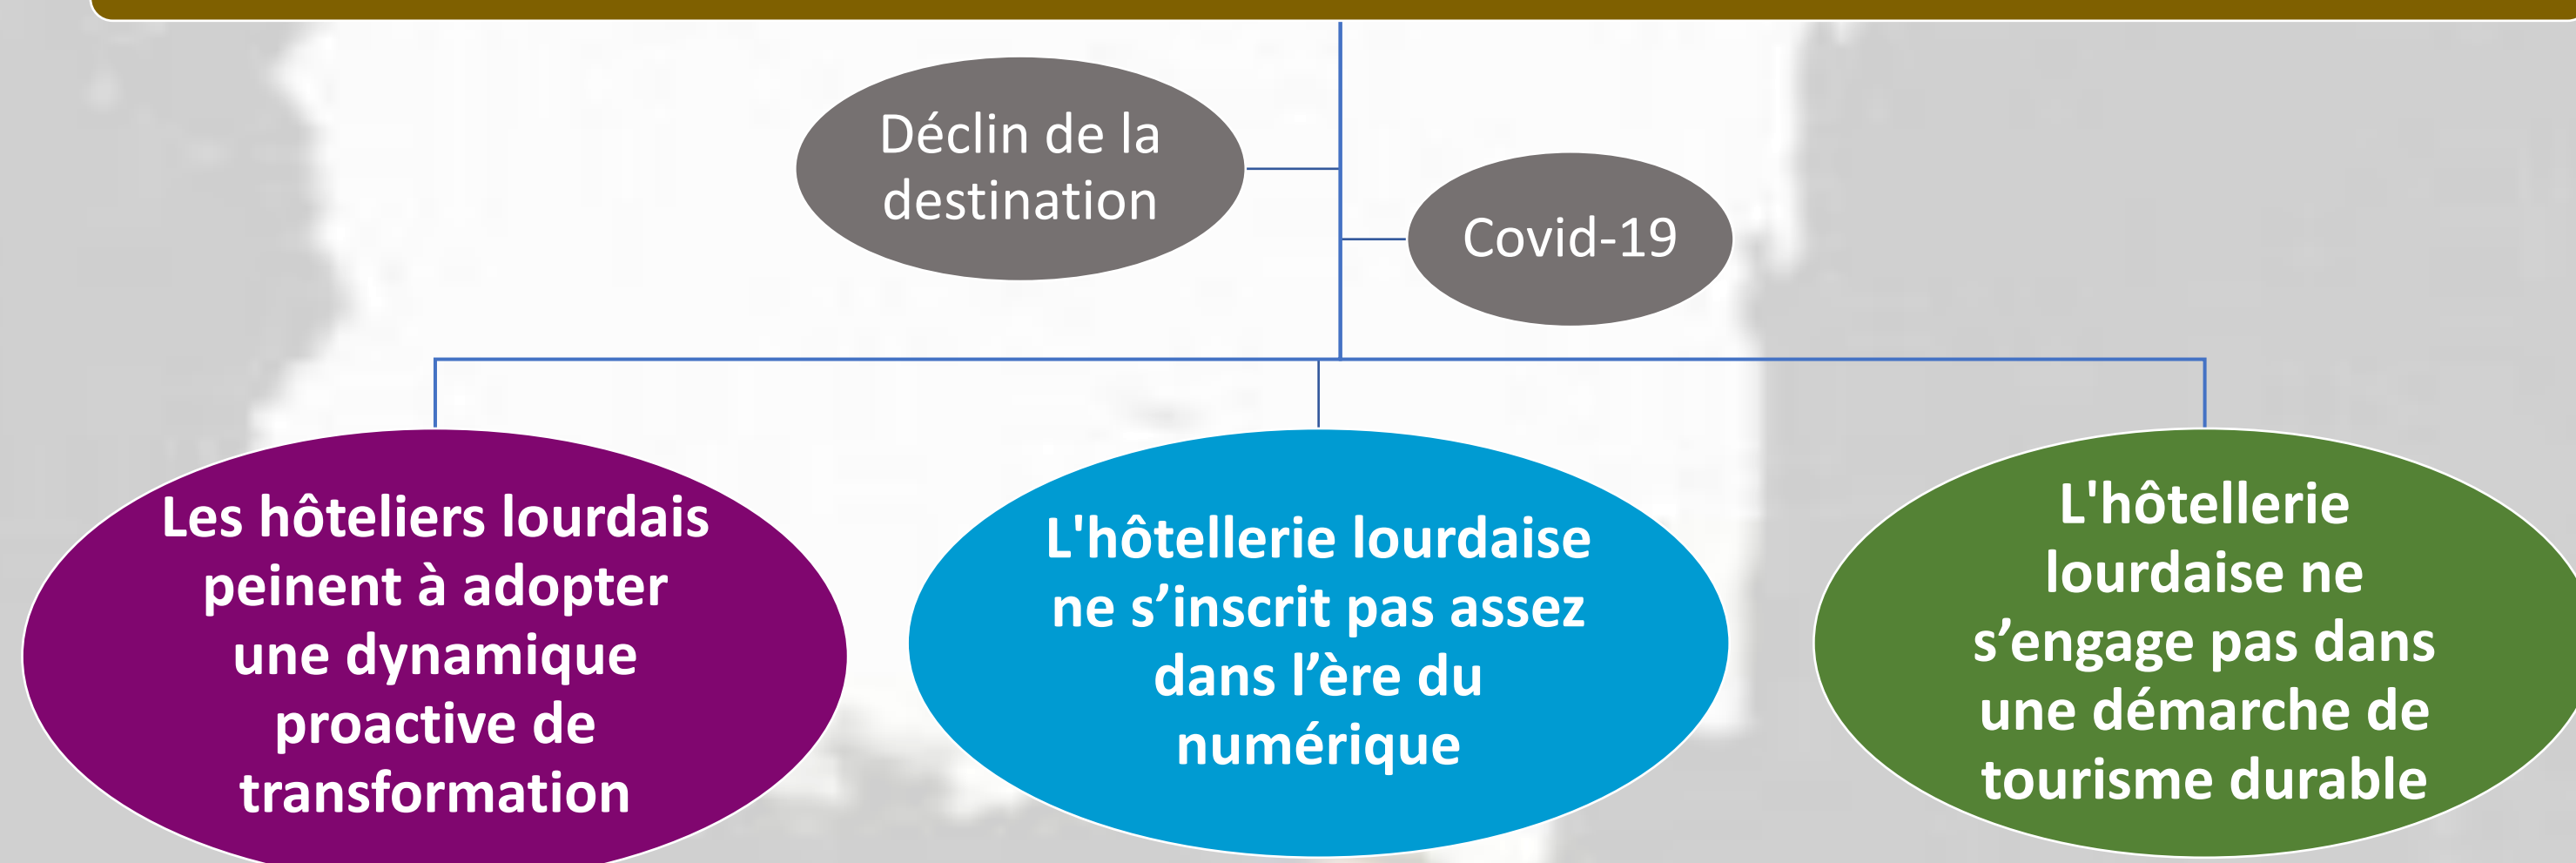 Déclin de la
destination
Covid-19
Les hôteliers lourdais
peinent à adopter
une dynamique
proactive de
transformation
L'hôtellerie lourdaise
ne s’inscrit pas assez
dans l’ère du
numérique
L'hôtellerie
lourdaise ne
s’engage pas dans
une démarche de
tourisme durable